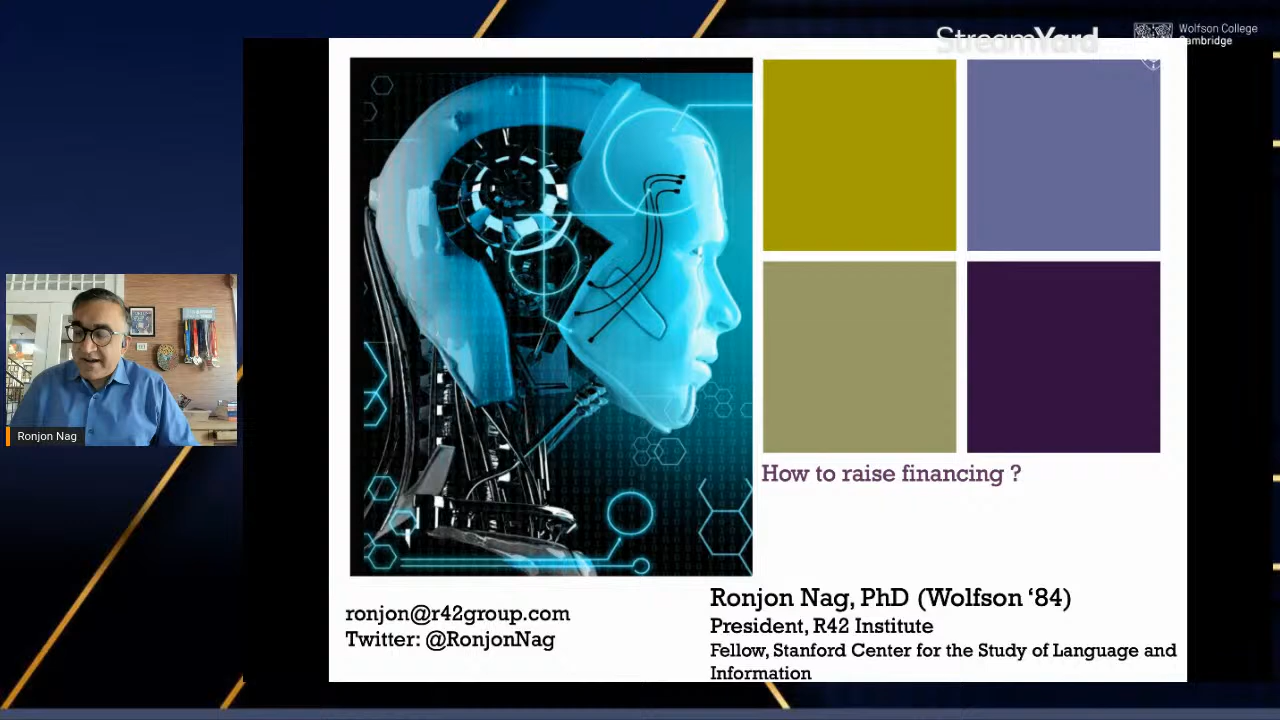 StreamYard
Wolfson College
Cambridge
How to raise financing ?
Ronjon Nag
ronjon@r42group.com
Twitter: @RonjonNag
Ronjon Nag, PhD (Wolfson ‘84)
President, R42 Institute
Fellow, Stanford Center for the Study of Language and
Information